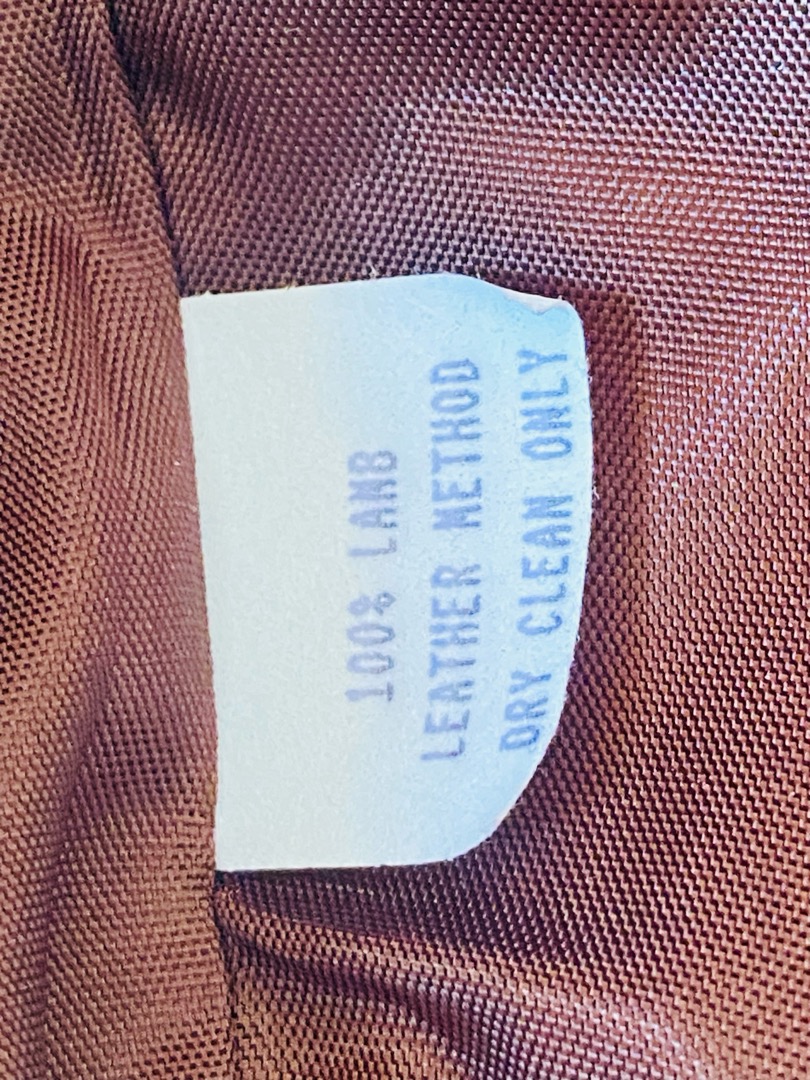 100% LAMB
LEATHER METHOD
DRY CLEAN ONLY